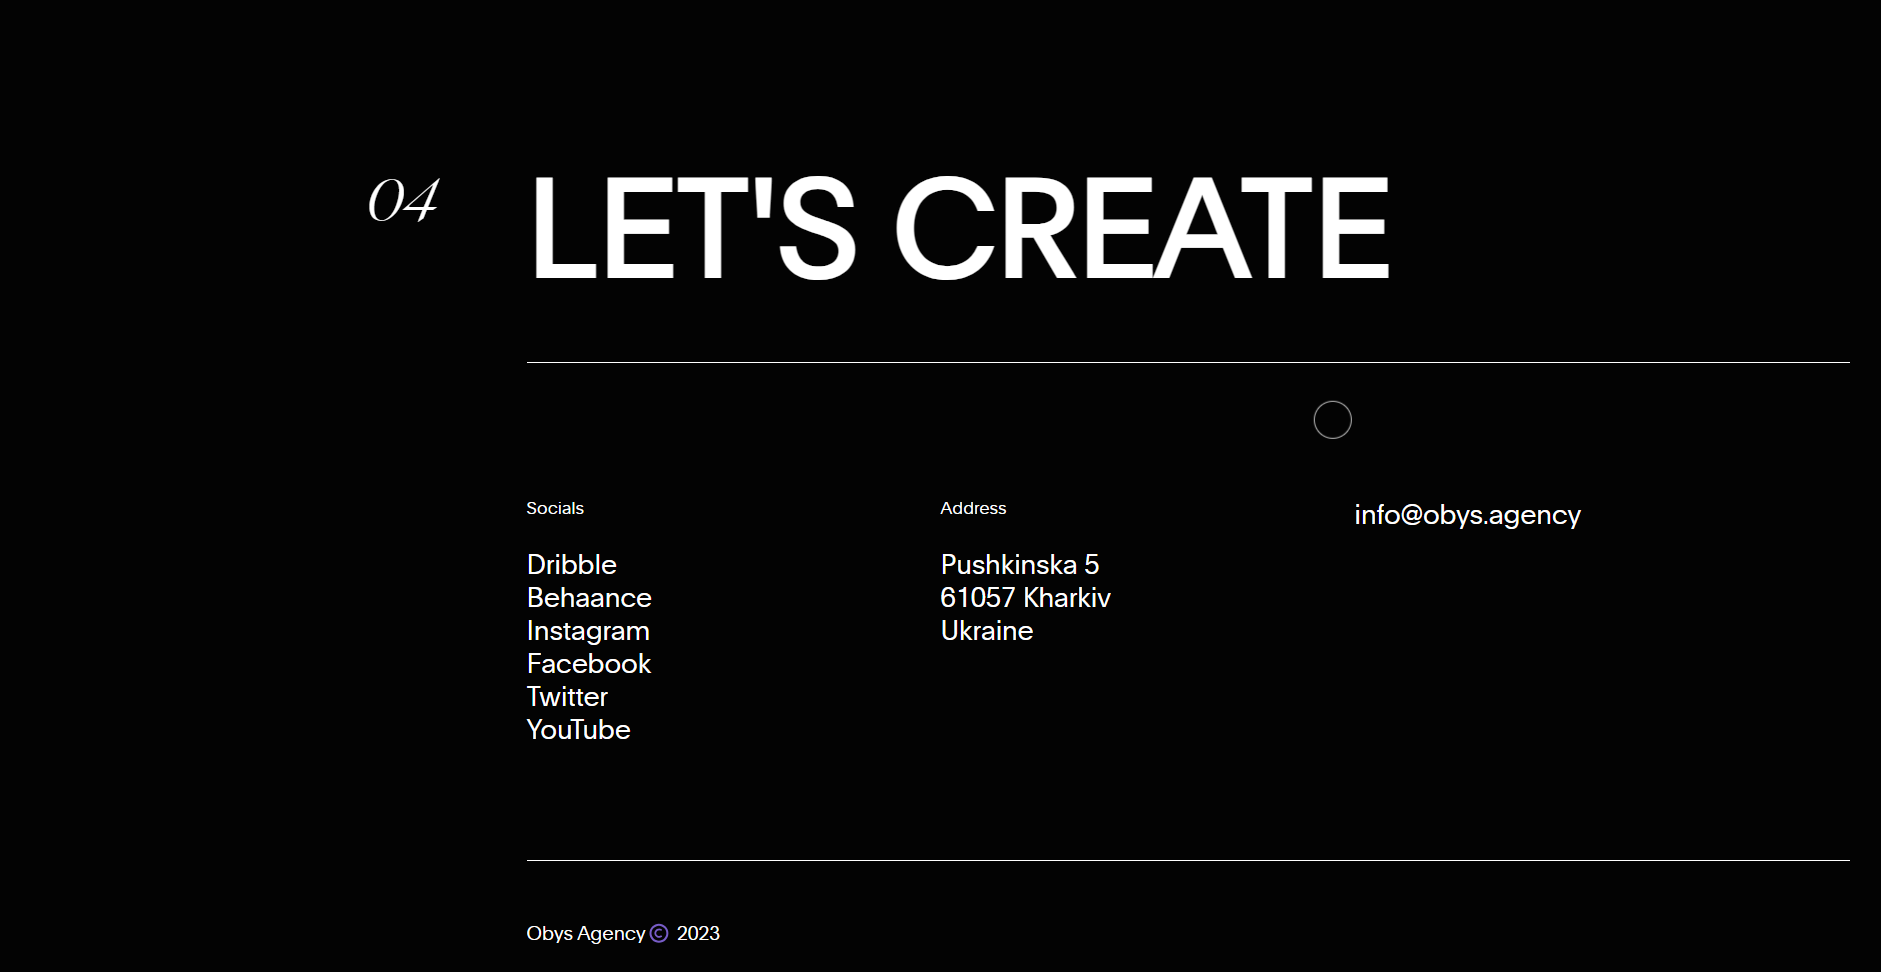 04
LET'S CREATE
Socials
Dribble
Behaance
Instagram
Facebook
Twitter
YouTube
Address
Pushkinska 5
61057 Kharkiv
Ukraine
info@obys.agency
Obys Agency © 2023